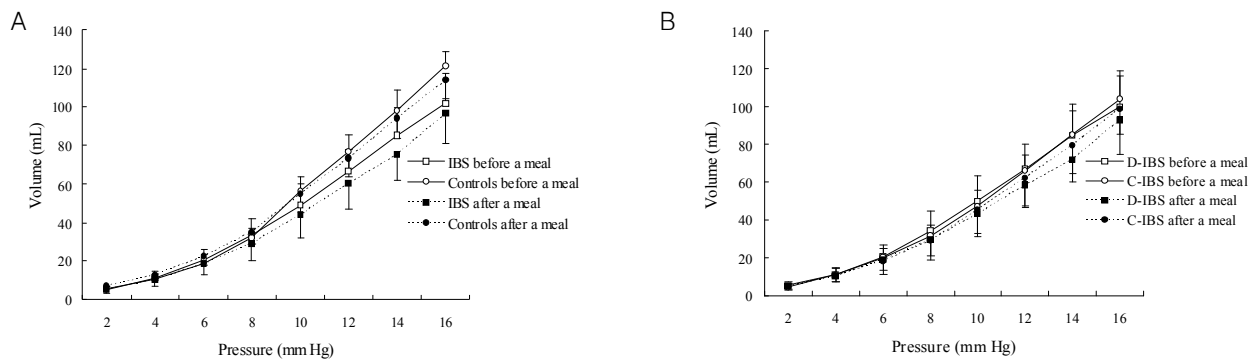 A
140
120
100
80
60
40
20
0
Volume (mL)
2 4 6 8 10 12 14 16
Pressure (mm Hg)
IBS before a meal
Controls before a meal
IBS after a meal
Controls after a meal
B
140
120
100
80
60
40
20
0
Volume (mL)
2 4 6 8 10 12 14 16
Pressure (mm Hg)
D-IBS before a meal
C-IBS before a meal
D-IBS after a meal
C-IBS after a meal